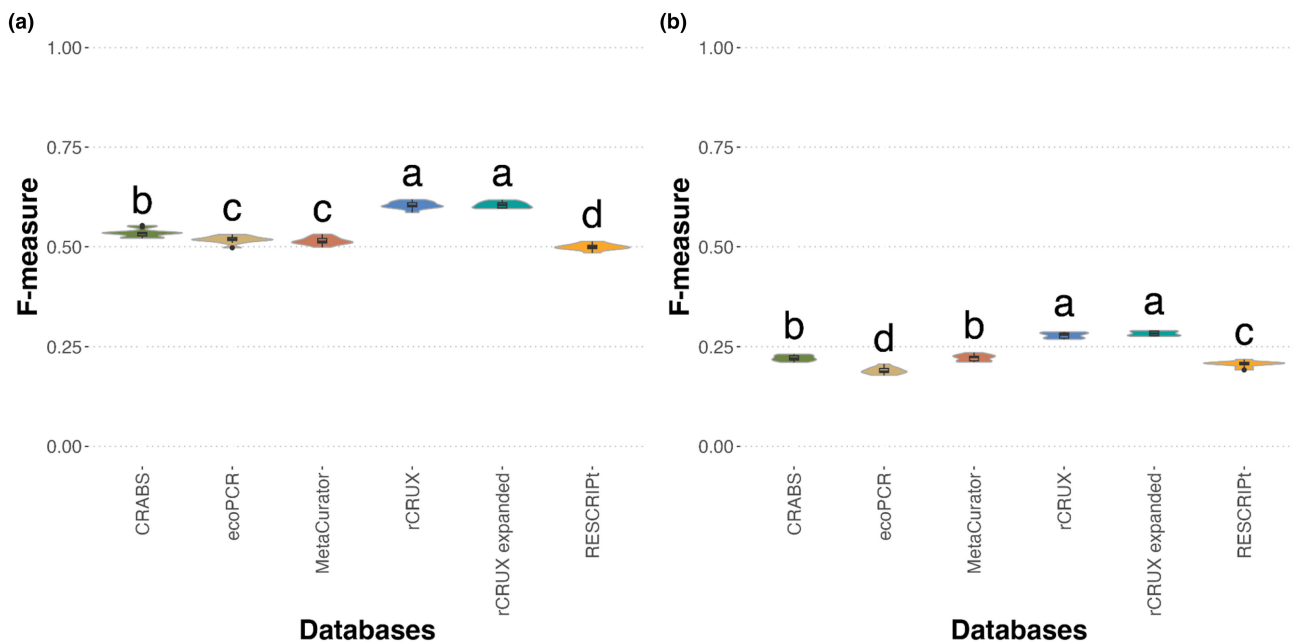 (a)
F-measure
1.00
0.75
0.50
0.25
0.00
b
c
c
a
a
d
CRABS
ecoPCR
MetaCurator
rCRUX
rCRUX expanded
RESCRIPt
Databases
(b)
F-measure
1.00
0.75
0.50
0.25
0.00
b
d
b
a
a
c
CRABS
ecoPCR
MetaCurator
rCRUX
rCRUX expanded
RESCRIPt
Databases